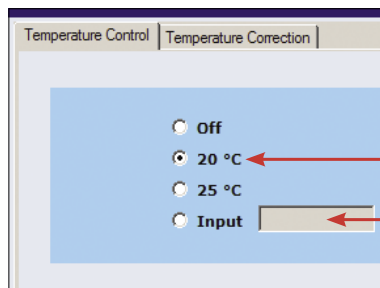 Temperature Control Temperature Correction
Off
20 °C
25 °C
Input